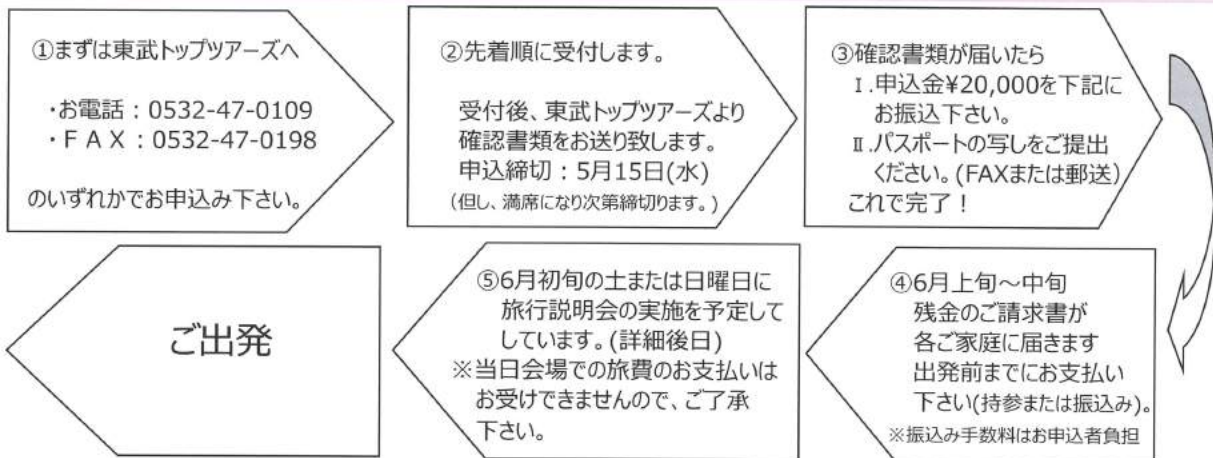 ①まずは東武トップツアーズへ
・お電話：0532-47-0109
・ＦＡＸ：0532-47-0198
のいずれかでお申込み下さい。
②先着順に受付します。
受付後、東武トップツアーズより
確認書類をお送り致します。
申込締切：5月15日(水)
（但し、満席になり次第締切ります。）
③確認書類が届いたら
Ⅰ.申込金¥20,000を下記に
お振込下さい。
Ⅱ.パスポートの写しをご提出
ください。(FAXまたは郵送)
これで完了！
④6月上旬～中旬
残金のご請求書が
各ご家庭に届きます
出発前までにお支払い
下さい(持参または振込み)。
※振込み手数料はお申込者負担
⑤6月初旬の土または日曜日に
旅行説明会の実施を予定して
しています。(詳細後日)
※当日会場での旅費のお支払いは
お受けできませんので、ご了承
下さい。
ご出発